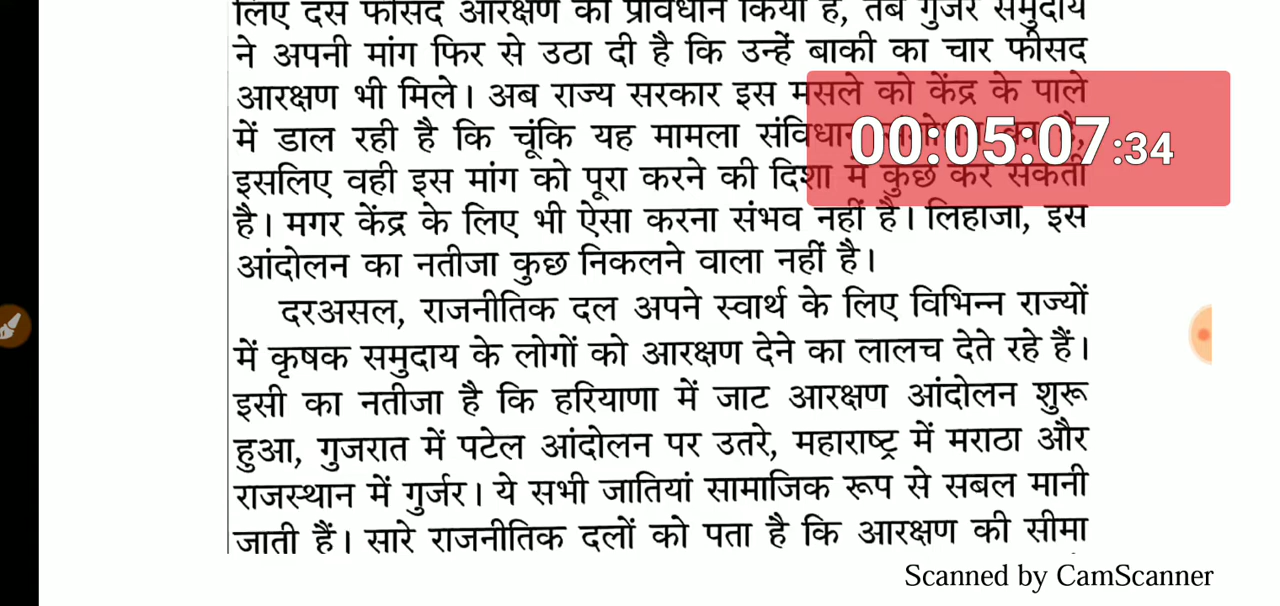 लिए दस फीसद आरक्षण का प्रावधान किया है, तब गुर्जर समुदाय
ने अपनी मांग फिर से उठा दी है कि उन्हें बाकी का चार फीसद
आरक्षण भी मिले। अब राज्य सरकार इस मसले को केंद्र के पाले
में डाल रही है कि चूंकि यह मामला संविधान संशोधन का है,
00:05:07:34
इसलिए वही इस मांग को पूरा करने की दिशा में कुछ कर सकती
है। मगर केंद्र के लिए भी ऐसा करना संभव नहीं है। लिहाजा, इस
आंदोलन का नतीजा कुछ निकलने वाला नहीं है।
दरअसल, राजनीतिक दल अपने स्वार्थ के लिए विभिन्न राज्यों
में कृषक समुदाय के लोगों को आरक्षण देने का लालच देते रहे हैं।
इसी का नतीजा है कि हरियाणा में जाट आरक्षण आंदोलन शुरू
हुआ, गुजरात में पटेल आंदोलन पर उतरे, महाराष्ट्र में मराठा और
राजस्थान में गुर्जर। ये सभी जातियां सामाजिक रूप से सबल मानी
जाती हैं। सारे राजनीतिक दलों को पता है कि आरक्षण की सीमा
Scanned by CamScanner